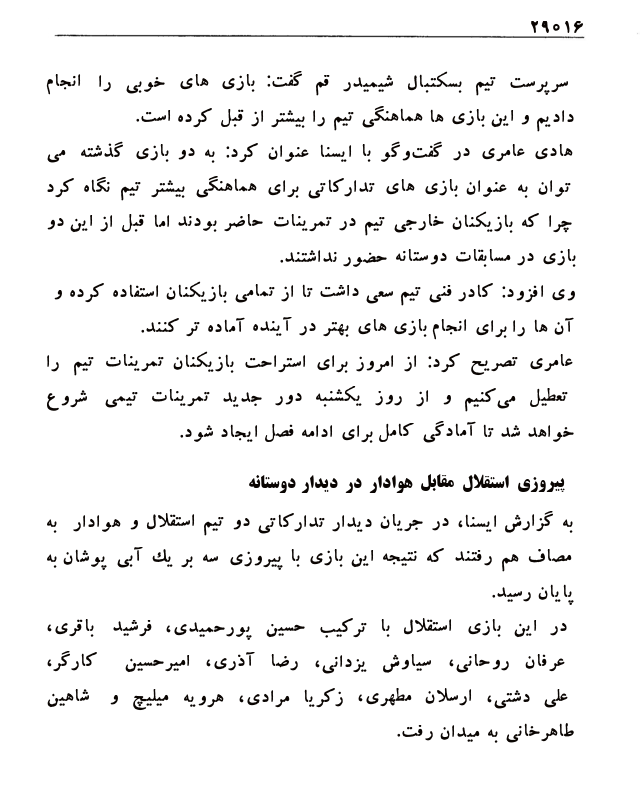 ۲۹۰۱۶
سرپرست تیم بسکتبال شیمیدر قم گفت: بازی های خوبی را انجام
دادیم و این بازی ها هماهنگی تیم را بیشتر از قبل کرده است.
هادی عامری در گفت‌وگو با ایسنا عنوان کرد: به دو بازی گذشته می
توان به عنوان بازی های تدارکاتی برای هماهنگی بیشتر تیم نگاه کرد
چرا که بازیکنان خارجی تیم در تمرینات حاضر بودند اما قبل از این دو
بازی در مسابقات دوستانه حضور نداشتند.
وی افزود: کادر فنی تیم سعی داشت تا از تمامی بازیکنان استفاده کرده و
آن ها را برای انجام بازی های بهتر در آینده آماده تر کنند.
عامری تصریح کرد: از امروز برای استراحت بازیکنان تمرینات تیم را
تعطیل می‌کنیم و از روز یکشنبه دور جدید تمرینات تیمی شروع
خواهد شد تا آمادگی کامل برای ادامه فصل ایجاد شود.
پیروزی استقلال مقابل هوادار در دیدار دوستانه
به گزارش ایسنا، در جریان دیدار تدارکاتی دو تیم استقلال و هوادار به
مصاف هم رفتند که نتیجه این بازی با پیروزی سه بر یك آبی پوشان به
پایان رسید.
در این بازی استقلال با ترکیب حسین پورحمیدی، فرشید باقری،
عرفان روحانی، سیاوش یزدانی، رضا آذری، امیرحسین کارگر،
علی دشتی، ارسلان مطهری، زکریا مرادی، هرویه میلیچ و شاهین
طاهرخانی به میدان رفت.